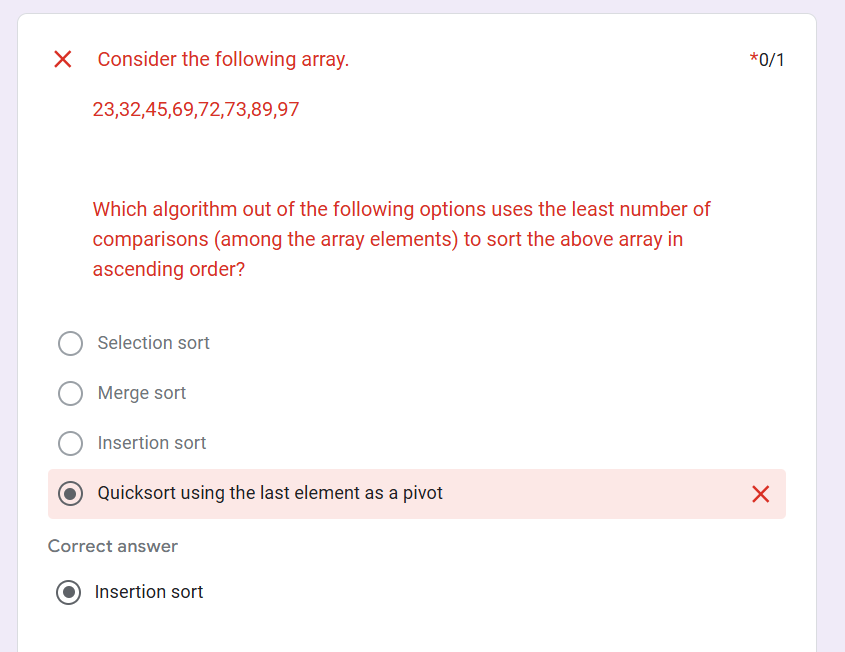 Consider the following array.
*0/1
23,32,45,69,72,73,89,97
Which algorithm out of the following options uses the least number of
comparisons (among the array elements) to sort the above array in
ascending order?
Selection sort
Merge sort
Insertion sort
Quicksort using the last element as a pivot
Correct answer
Insertion sort